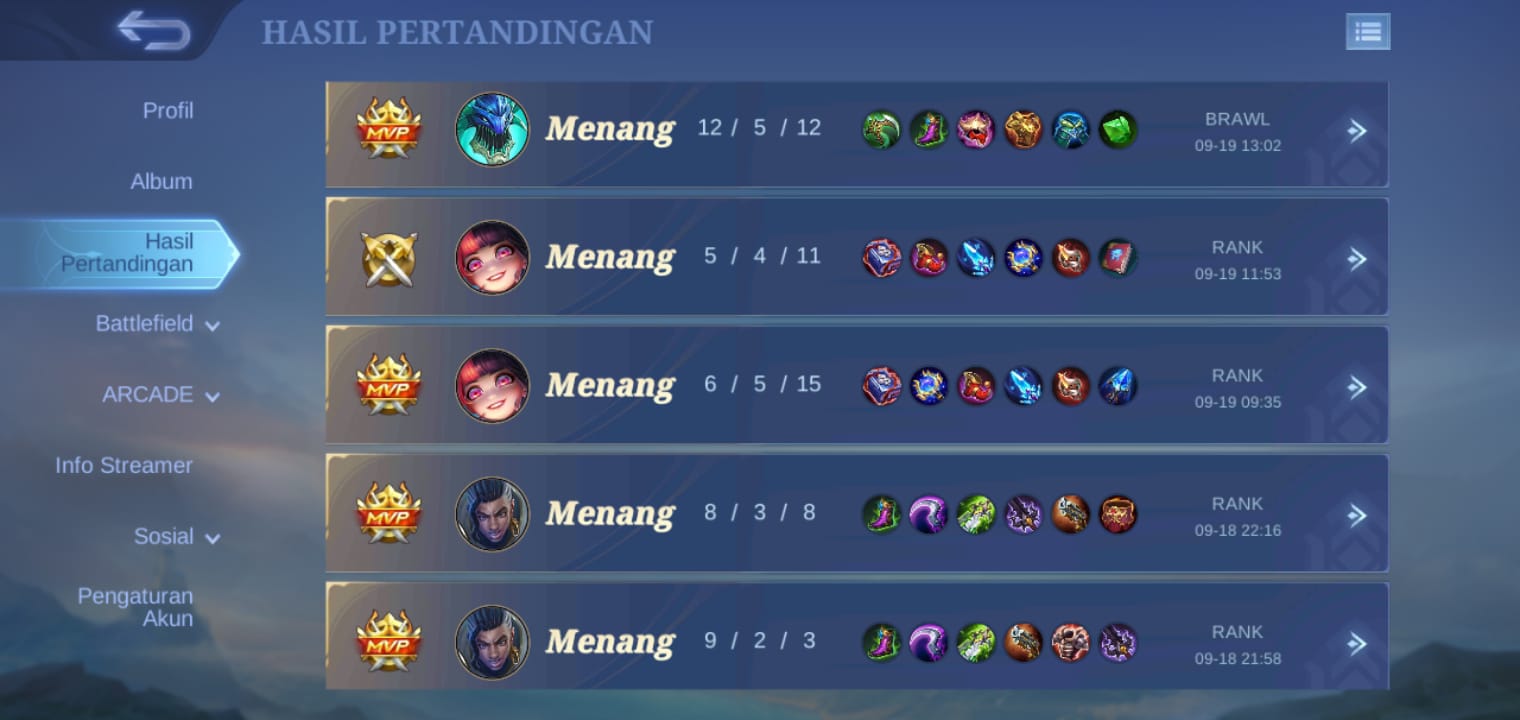 HASIL PERTANDINGAN
Profil
Album
Hasil
Pertandingan
Battlefield
ARCADE
Info Streamer
Sosial
Pengaturan
Akun
MVP Menang 12 / 5 / 12 BRAWL
09-19 13:02
Menang 5 / 4 / 11 RANK
09-19 11:53
MVP Menang 6 / 5 / 15 RANK
09-19 09:35
MVP Menang 8 / 3 / 8 RANK
09-18 22:16
MVP Menang 9 / 2 / 3 RANK
09-18 21:58